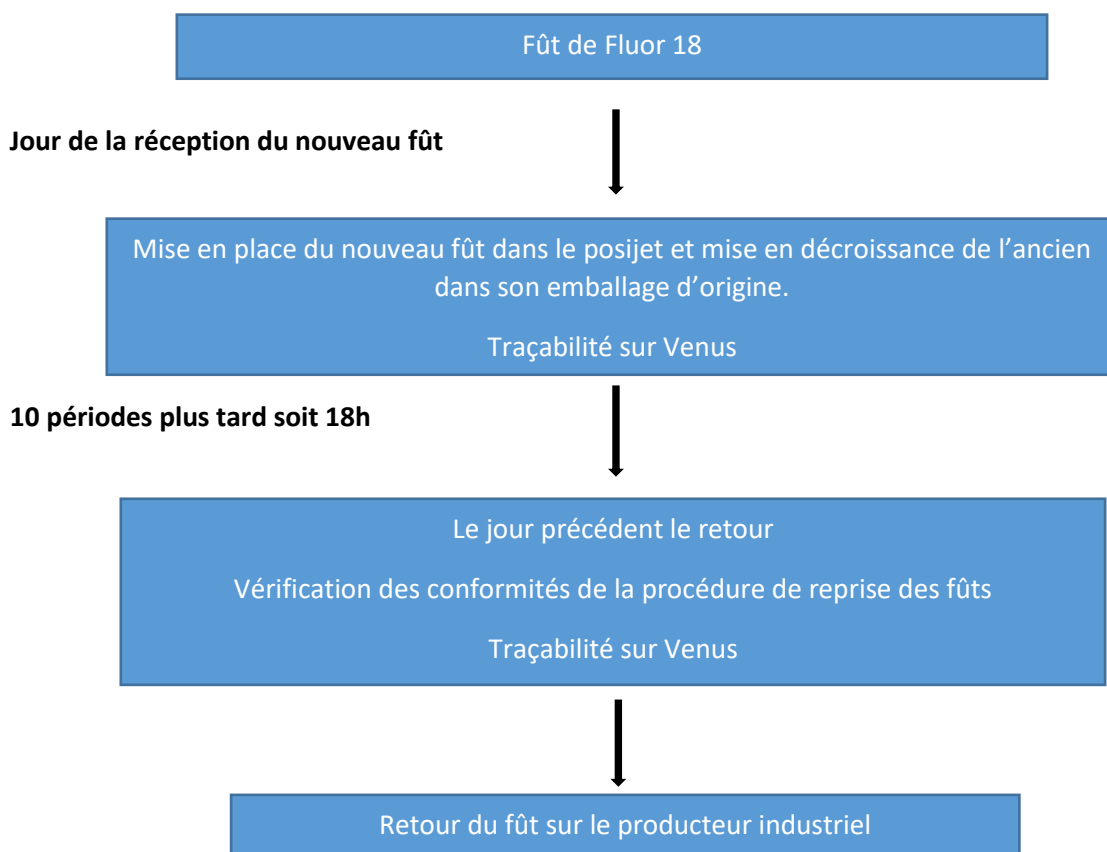 Fût de Fluor 18
Jour de la réception du nouveau fût
Mise en place du nouveau fût dans le posijet et mise en décroissance de l’ancien
dans son emballage d’origine.
Traçabilité sur Venus
10 périodes plus tard soit 18h
Le jour précédent le retour
Vérification des conformités de la procédure de reprise des fûts
Traçabilité sur Venus
Retour du fût sur le producteur industriel